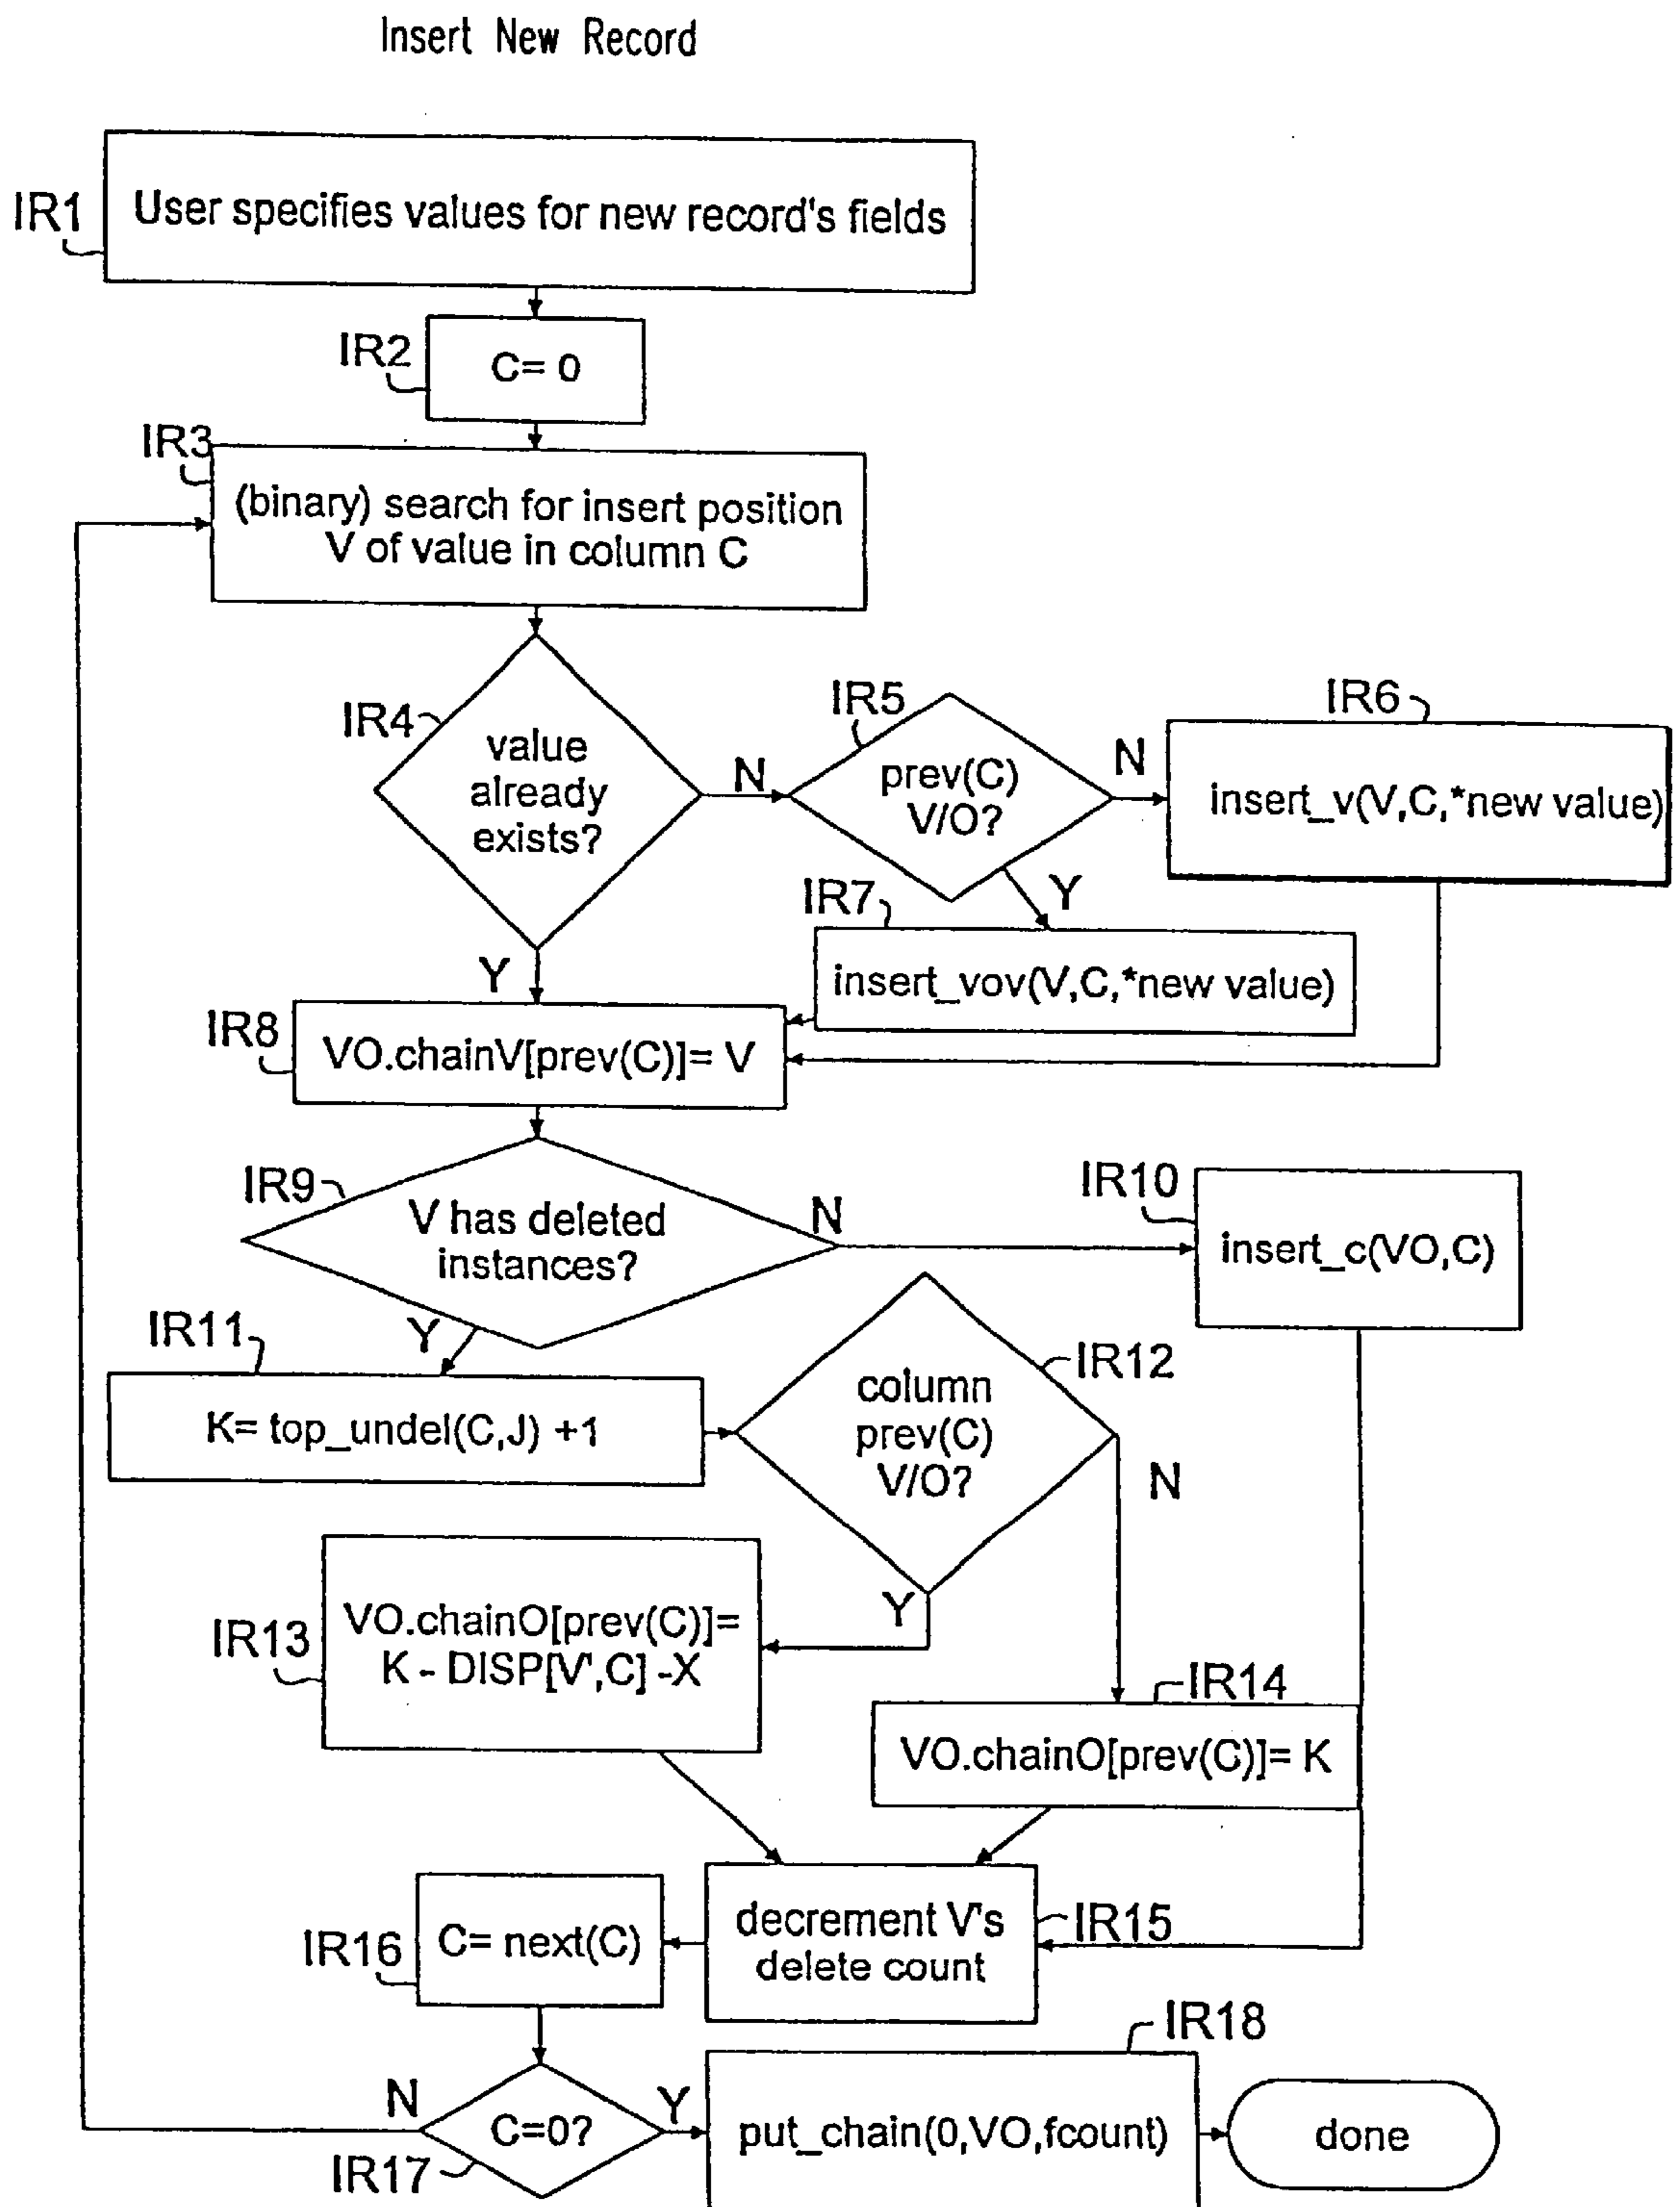 Insert New Record
IR1
User specifies values for new record's fields
IR2
C= 0
IR3
(binary) search for insert position
V of value in column C
IR4
value
already
exists?
N
IR5
prev(C)
V/O?
N
IR6
insert_v(V,C,*new value)
Y
IR7
insert_vov(V,C,*new value)
Y
IR8
VO.chainV[prev(C)]= V
IR9
V has deleted
instances?
N
IR10
insert_c(VO,C)
Y
IR11
K= top_undel(C,J) +1
IR12
column
prev(C)
V/O?
N
Y
IR13
VO.chainO[prev(C)]=
K - DISP[V',C] -X
IR14
VO.chainO[prev(C)]= K
IR15
decrement V's
delete count
IR16
C= next(C)
IR17
C=0?
N
Y
IR18
put_chain(0,VO,fcount)
done